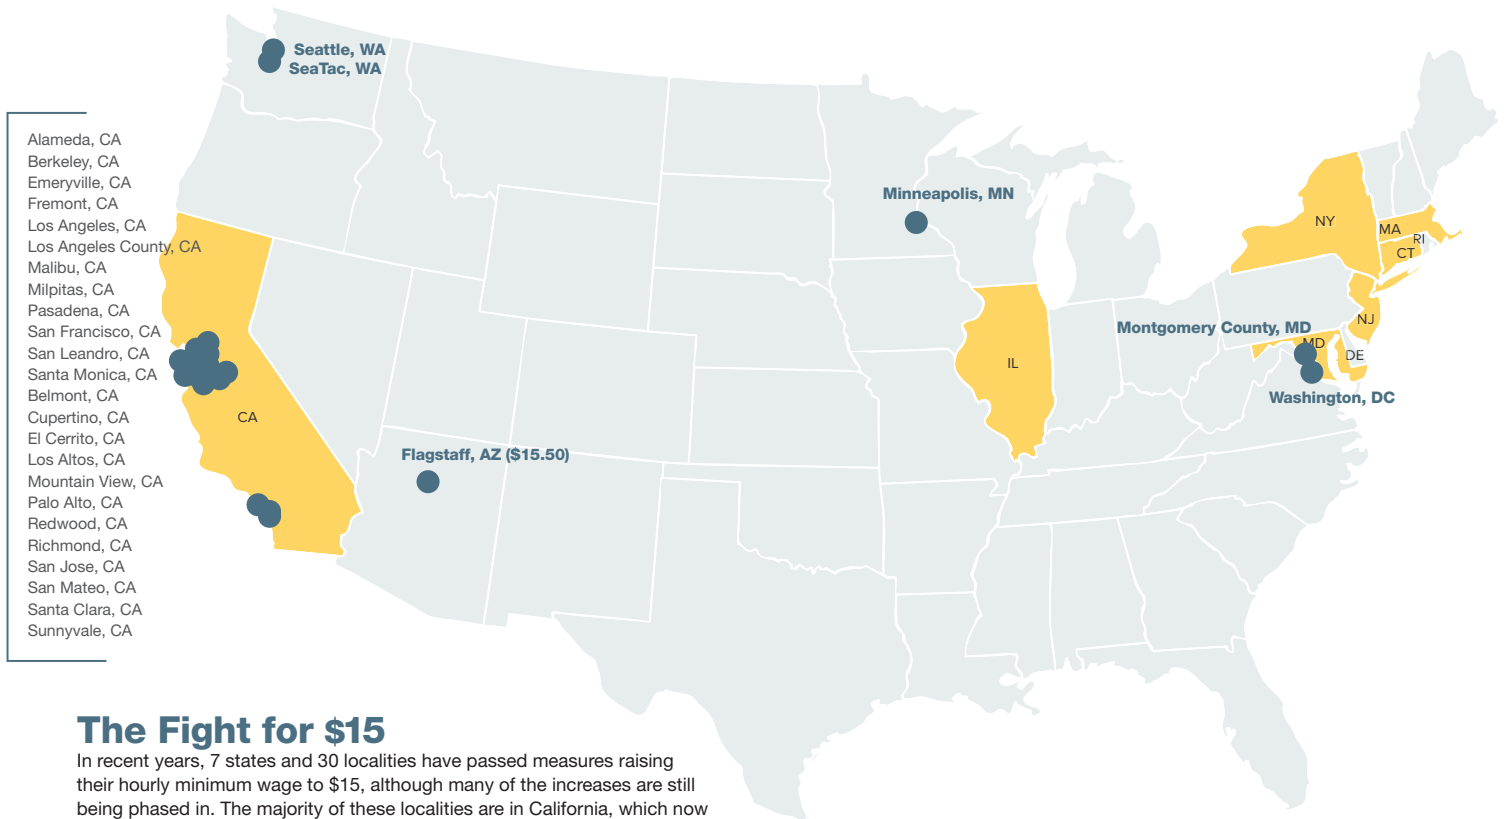 Seattle, WA
SeaTac, WA
Alameda, CA
Berkeley, CA
Emeryville, CA
Fremont, CA
Los Angeles, CA
Los Angeles County, CA
Malibu, CA
Milpitas, CA
Pasadena, CA
San Francisco, CA
San Leandro, CA
Santa Monica, CA
Belmont, CA
Cupertino, CA
El Cerrito, CA
Los Altos, CA
Mountain View, CA
Palo Alto, CA
Redwood, CA
Richmond, CA
San Jose, CA
San Mateo, CA
Santa Clara, CA
Sunnyvale, CA
CA
Flagstaff, AZ ($15.50)
Minneapolis, MN
IL
NY
MA
RI
CT
NJ
Montgomery County, MD
MD
DE
Washington, DC
The Fight for $15
In recent years, 7 states and 30 localities have passed measures raising
their hourly minimum wage to $15, although many of the increases are still
being phased in. The majority of these localities are in California, which now